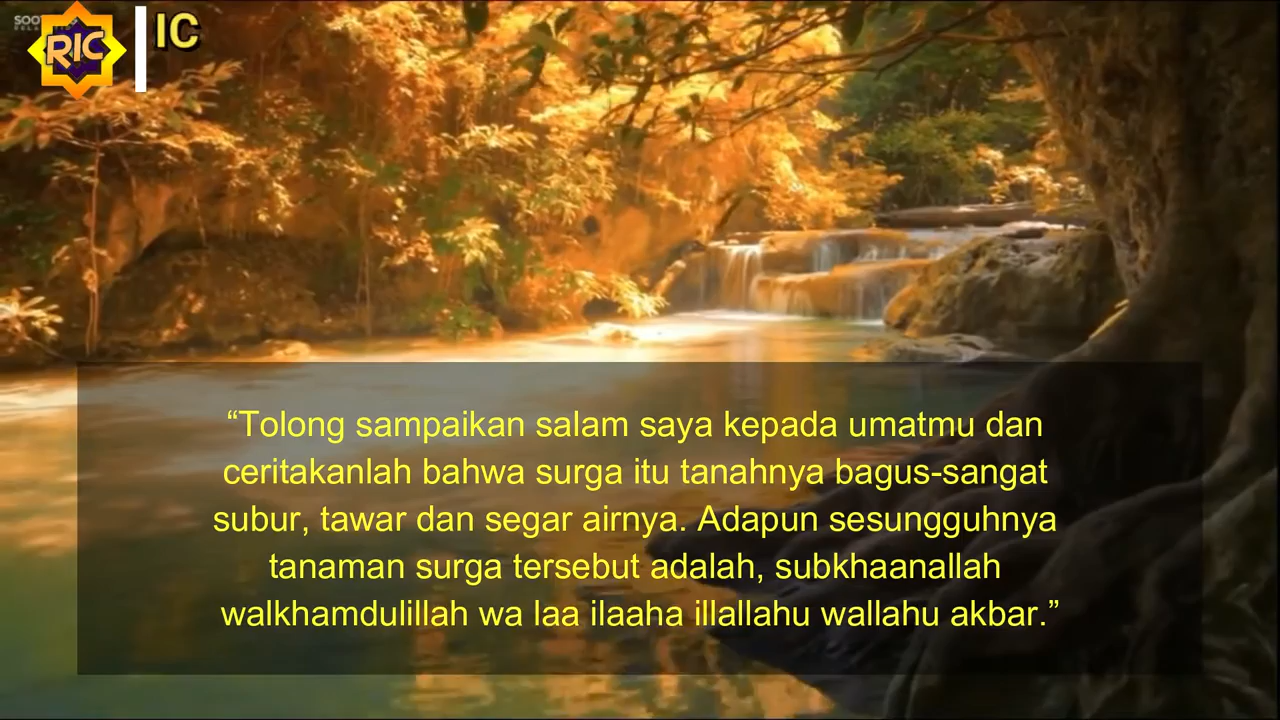 RIC
IC
“Tolong sampaikan salam saya kepada umatmu dan
ceritakanlah bahwa surga itu tanahnya bagus-sangat
subur, tawar dan segar airnya. Adapun sesungguhnya
tanaman surga tersebut adalah, subkhaanallah
walkhamdulillah wa laa ilaaha illallahu wallahu akbar.”